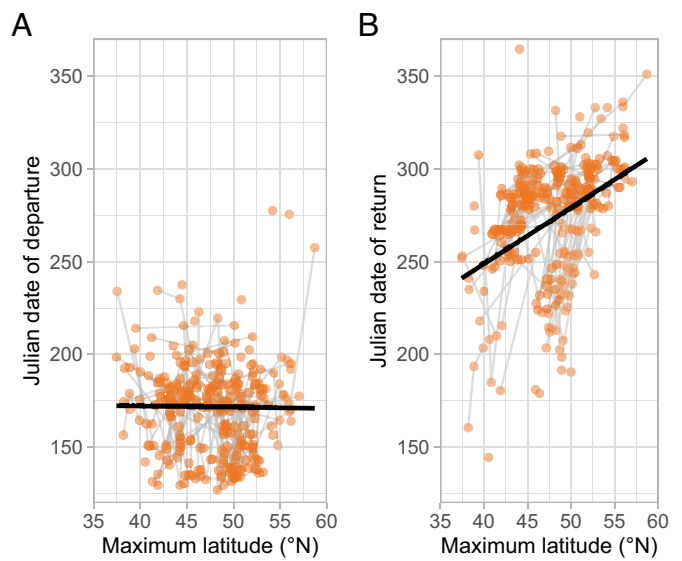 A
B
Julian date of departure
350
300
250
200
150
35 40 45 50 55 60
Maximum latitude (°N)
Julian date of return
350
300
250
200
150
35 40 45 50 55 60
Maximum latitude (°N)